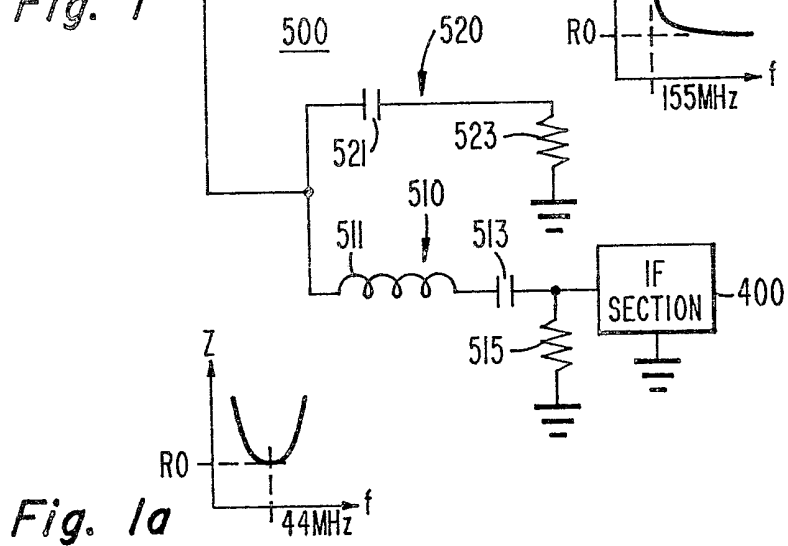 Fig. 1
500
520
R0
f
155MHz
521
523
510
511
513
IF
SECTION
400
515
Z
R0
f
44MHz
Fig. 1a